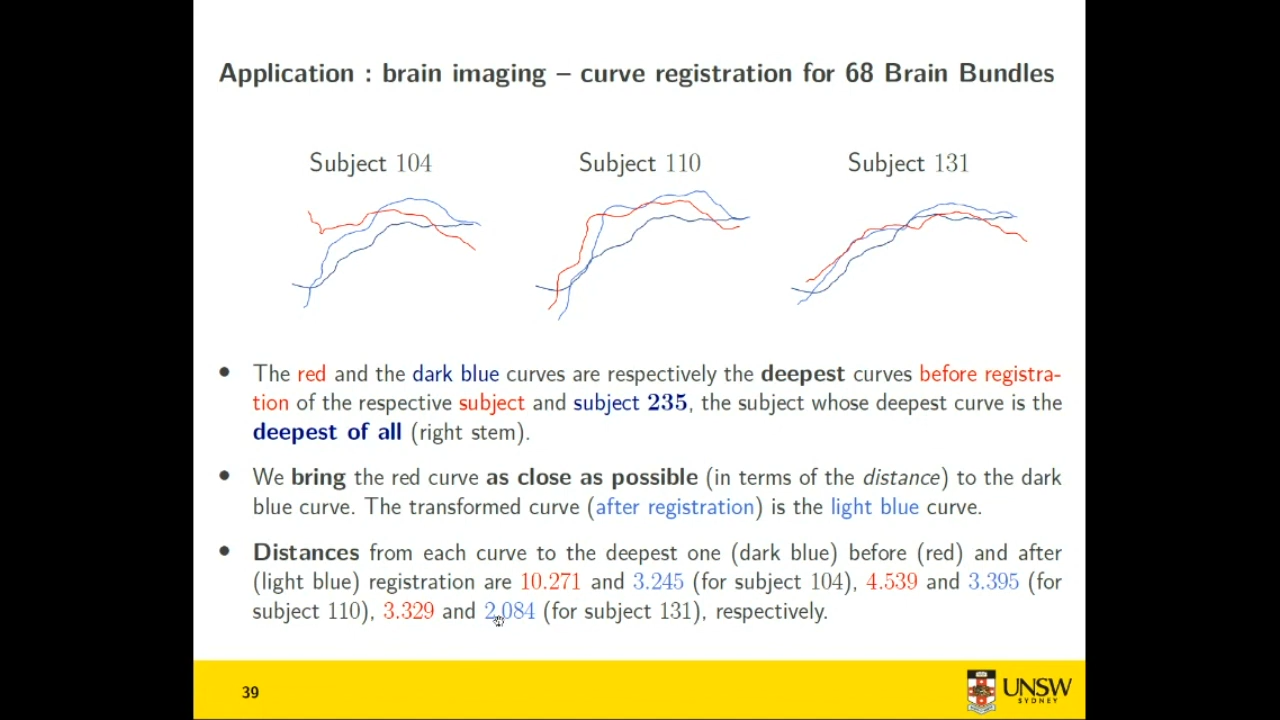 Application : brain imaging – curve registration for 68 Brain Bundles
Subject 104
Subject 110
Subject 131
• The red and the dark blue curves are respectively the deepest curves before registra-
tion of the respective subject and subject 235, the subject whose deepest curve is the
deepest of all (right stem).
• We bring the red curve as close as possible (in terms of the distance) to the dark
blue curve. The transformed curve (after registration) is the light blue curve.
• Distances from each curve to the deepest one (dark blue) before (red) and after
(light blue) registration are 10.271 and 3.245 (for subject 104), 4.539 and 3.395 (for
subject 110), 3.329 and 2.084 (for subject 131), respectively.
39
UNSW
SYDNEY